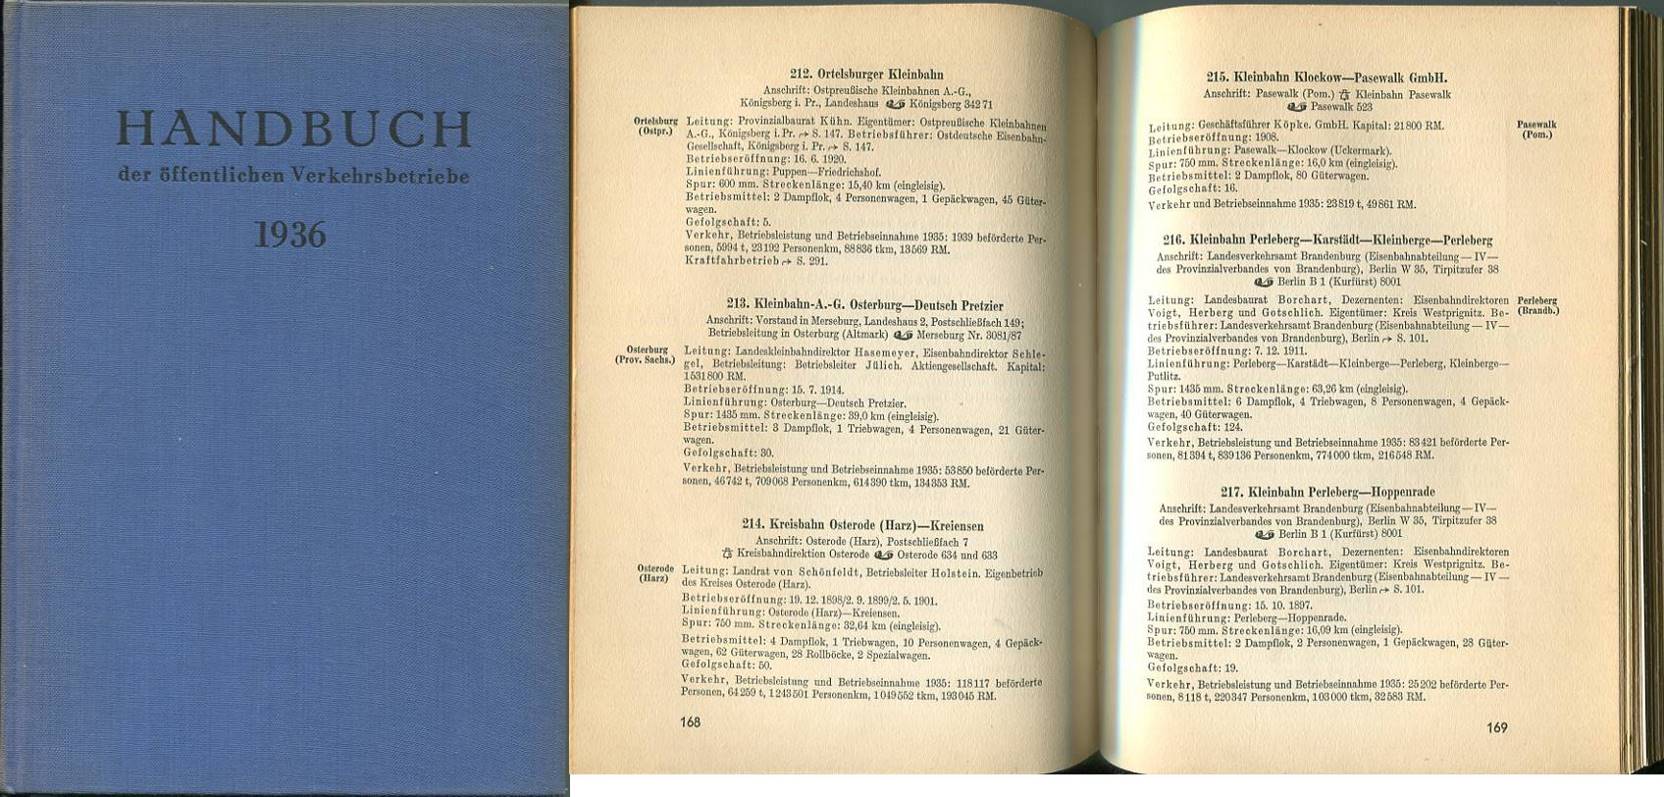 HANDBUCH
der öffentlichen Verkehrsbetriebe
1936
212. Ortelsburger Kleinbahn
Anschrift: Ostpreußische Kleinbahnen A.-G.,
Königsberg i. Pr., Landeshaus Königsberg 342 71
Ortelsburg
(Ostpr.)
Leitung: Provinzialbaurat Kühn. Eigentümer: Ostpreußische Kleinbahnen
A.-G., Königsberg i. Pr. → S. 147. Betriebsführer: Ostdeutsche Eisenbahn-
Gesellschaft, Königsberg i. Pr. → S. 147.
Betriebseröffnung: 16. 6. 1920.
Linienführung: Puppen—Friedrichshof.
Spur: 600 mm. Streckenlänge: 15,40 km (eingleisig).
Betriebsmittel: 2 Dampflok, 4 Personenwagen, 1 Gepäckwagen, 45 Güter-
wagen.
Gefolgschaft: 5.
Verkehr, Betriebsleistung und Betriebseinnahme 1935: 1939 beförderte Per-
sonen, 5994 t, 23192 Personenkm, 88836 tkm, 13569 RM.
Kraftfahrbetrieb → S. 291.
213. Kleinbahn-A.-G. Osterburg—Deutsch Pretzier
Anschrift: Vorstand in Merseburg, Landeshaus 2, Postschließfach 149;
Betriebsleitung in Osterburg (Altmark) Merseburg Nr. 3081/87
Osterburg
(Prov. Sachs.)
Leitung: Landeskleinbahndirektor Hasemeyer, Eisenbahndirektor Schle-
gel, Betriebsleitung: Betriebsleiter Jülich. Aktiengesellschaft. Kapital:
1531800 RM.
Betriebseröffnung: 15. 7. 1914.
Linienführung: Osterburg—Deutsch Pretzier.
Spur: 1435 mm. Streckenlänge: 39,0 km (eingleisig).
Betriebsmittel: 3 Dampflok, 1 Triebwagen, 4 Personenwagen, 21 Güter-
wagen.
Gefolgschaft: 30.
Verkehr, Betriebsleistung und Betriebseinnahme 1935: 53850 beförderte Per-
sonen, 46742 t, 709068 Personenkm, 614390 tkm, 134353 RM.
214. Kreisbahn Osterode (Harz)—Kreiensen
Anschrift: Osterode (Harz), Postschließfach 7
Kreisbahndirektion Osterode Osterode 634 und 633
Osterode
(Harz)
Leitung: Landrat von Schönfeldt, Betriebsleiter Holstein. Eigenbetrieb
des Kreises Osterode (Harz).
Betriebseröffnung: 19. 12. 1898/2. 9. 1899/2. 5. 1901.
Linienführung: Osterode (Harz)—Kreiensen.
Spur: 750 mm. Streckenlänge: 32,64 km (eingleisig).
Betriebsmittel: 4 Dampflok, 1 Triebwagen, 10 Personenwagen, 4 Gepäck-
wagen, 62 Güterwagen, 28 Rollböcke, 2 Spezialwagen.
Gefolgschaft: 50.
Verkehr, Betriebsleistung und Betriebseinnahme 1935: 118117 beförderte
Personen, 64259 t, 1243501 Personenkm, 1049552 tkm, 193045 RM.
168
215. Kleinbahn Klockow—Pasewalk GmbH.
Anschrift: Pasewalk (Pom.) Kleinbahn Pasewalk
Pasewalk 523
Pasewalk
(Pom.)
Leitung: Geschäftsführer Köpke. GmbH. Kapital: 21800 RM.
Betriebseröffnung: 1908.
Linienführung: Pasewalk—Klockow (Uckermark).
Spur: 750 mm. Streckenlänge: 16,0 km (eingleisig).
Betriebsmittel: 2 Dampflok, 80 Güterwagen.
Gefolgschaft: 16.
Verkehr und Betriebseinnahme 1935: 23819 t, 49861 RM.
216. Kleinbahn Perleberg—Karstädt—Kleinberge—Perleberg
Anschrift: Landesverkehrsamt Brandenburg (Eisenbahnabteilung — IV —
des Provinzialverbandes von Brandenburg), Berlin W 35, Tirpitzufer 38
Berlin B 1 (Kurfürst) 8001
Perleberg
(Brandb.)
Leitung: Landesbaurat Borchart, Dezernenten: Eisenbahndirektoren
Voigt, Herberg und Gotschlich. Eigentümer: Kreis Westprignitz. Be-
triebsführer: Landesverkehrsamt Brandenburg (Eisenbahnabteilung — IV —
des Provinzialverbandes von Brandenburg), Berlin → S. 101.
Betriebseröffnung: 7. 12. 1911.
Linienführung: Perleberg—Karstädt—Kleinberge—Perleberg, Kleinberge—
Putlitz.
Spur: 1435 mm. Streckenlänge: 63,26 km (eingleisig).
Betriebsmittel: 6 Dampflok, 4 Triebwagen, 8 Personenwagen, 4 Gepäck-
wagen, 40 Güterwagen.
Gefolgschaft: 124.
Verkehr, Betriebsleistung und Betriebseinnahme 1935: 83421 beförderte Per-
sonen, 81394 t, 839136 Personenkm, 774000 tkm, 216548 RM.
217. Kleinbahn Perleberg—Hoppenrade
Anschrift: Landesverkehrsamt Brandenburg (Eisenbahnabteilung — IV —
des Provinzialverbandes von Brandenburg), Berlin W 35, Tirpitzufer 38
Berlin B 1 (Kurfürst) 8001
Leitung: Landesbaurat Borchart, Dezernenten: Eisenbahndirektoren
Voigt, Herberg und Gotschlich. Eigentümer: Kreis Westprignitz. Be-
triebsführer: Landesverkehrsamt Brandenburg (Eisenbahnabteilung — IV —
des Provinzialverbandes von Brandenburg), Berlin → S. 101.
Betriebseröffnung: 15. 10. 1897.
Linienführung: Perleberg—Hoppenrade.
Spur: 750 mm. Streckenlänge: 16,09 km (eingleisig).
Betriebsmittel: 2 Dampflok, 2 Personenwagen, 1 Gepäckwagen, 28 Güter-
wagen.
Gefolgschaft: 19.
Verkehr, Betriebsleistung und Betriebseinnahme 1935: 25202 beförderte Per-
sonen, 8118 t, 220347 Personenkm, 103000 tkm, 32583 RM.
169